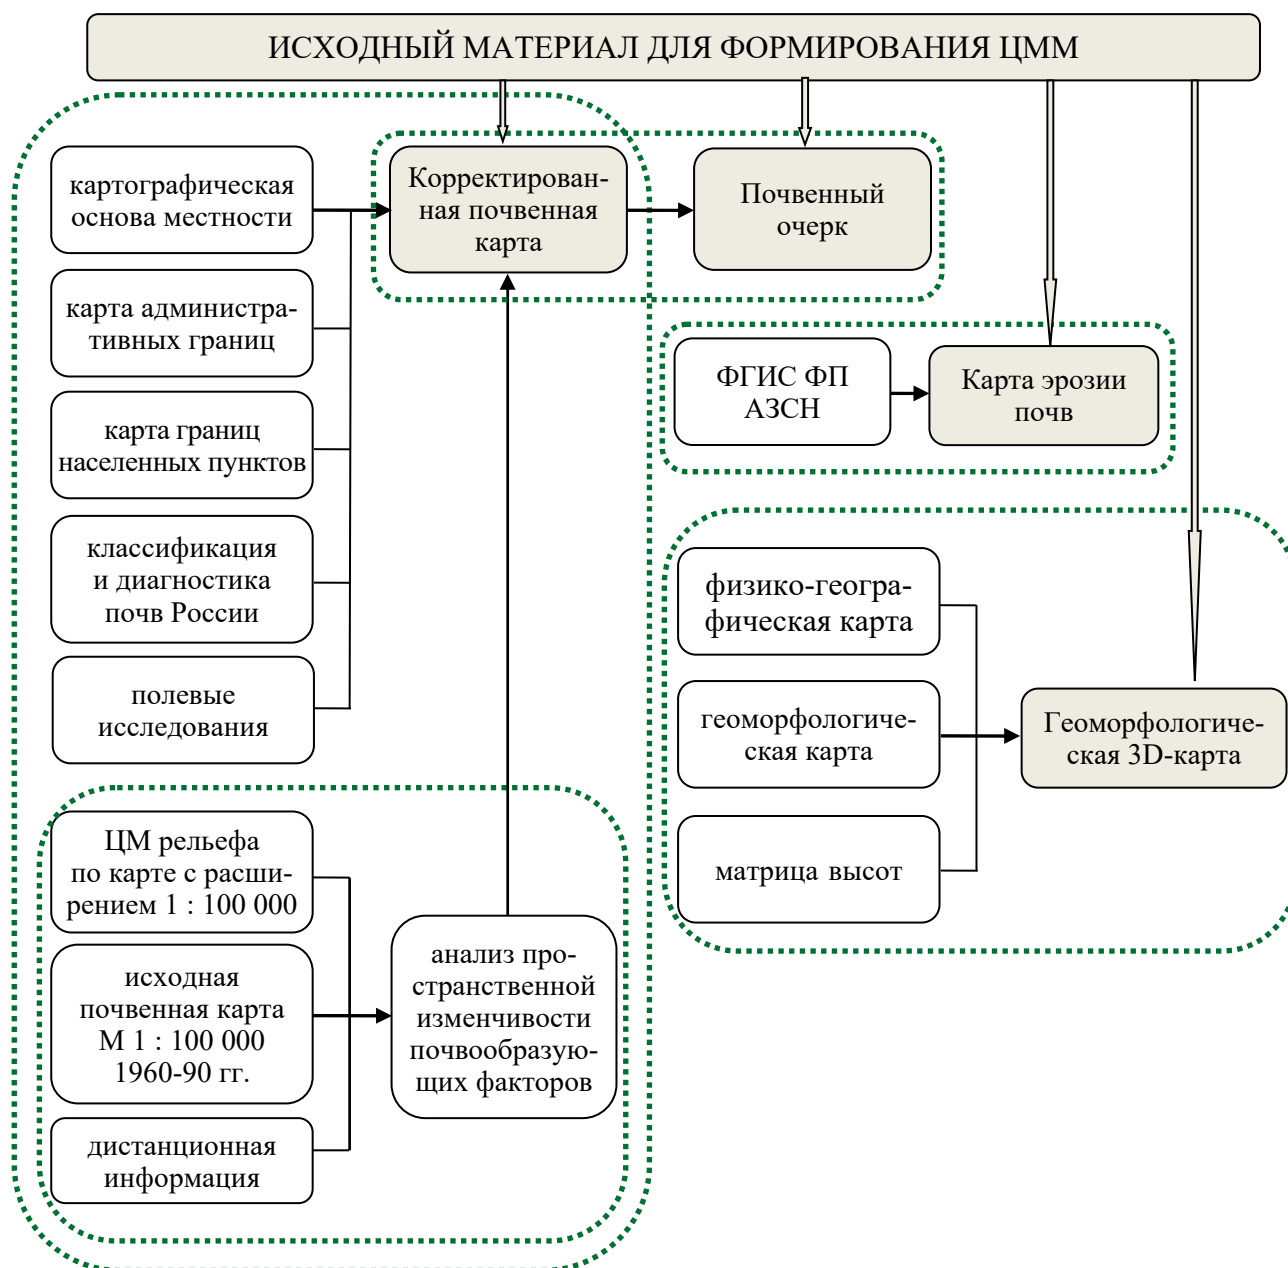 ИСХОДНЫЙ МАТЕРИАЛ ДЛЯ ФОРМИРОВАНИЯ ЦММ
картографическая
основа местности
Корректирован-
ная почвенная
карта
Почвенный
очерк
карта администра-
тивных границ
карта границ
населенных пунктов
классификация
и диагностика
почв России
полевые
исследования
ФГИС ФП
АЗСН
Карта эрозии
почв
физико-геогра-
фическая карта
геоморфологиче-
ская карта
матрица высот
Геоморфологиче-
ская 3D-карта
ЦМ рельефа
по карте с расши-
рением 1 : 100 000
исходная
почвенная карта
М 1 : 100 000
1960-90 гг.
дистанционная
информация
анализ про-
странственной
изменчивости
почвообразую-
щих факторов